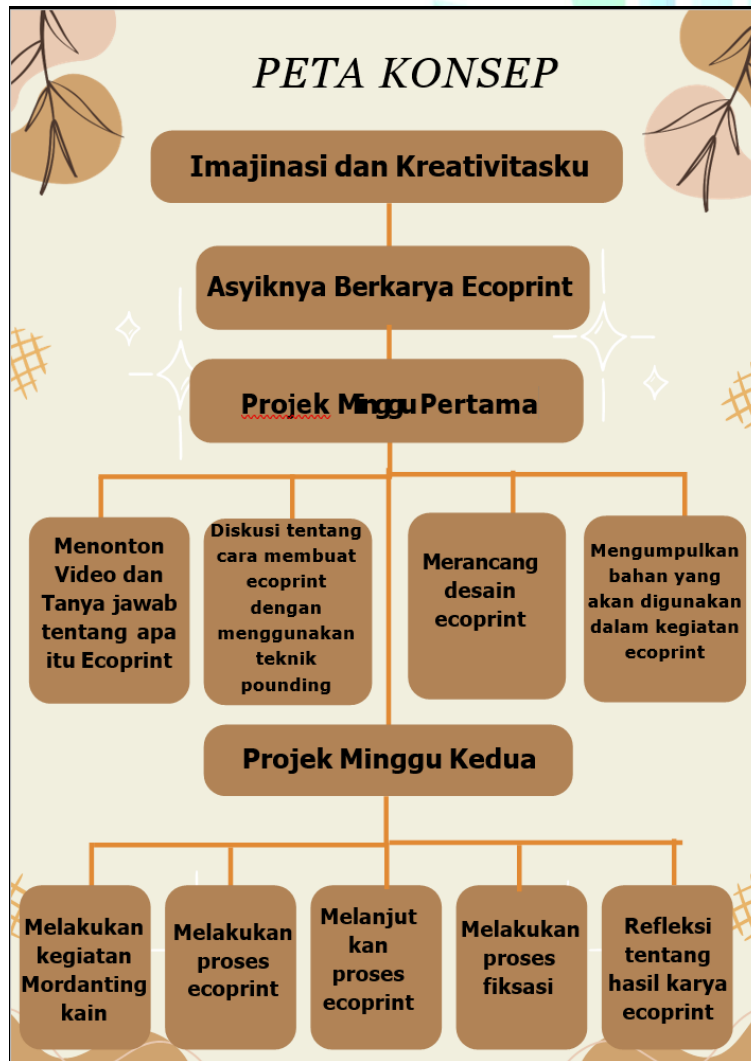 PETA KONSEP
Imajinasi dan Kreativitasku
Asyiknya Berkarya Ecoprint
Projek Minggu Pertama
Menonton
Video dan
Tanya jawab
tentang apa
itu Ecoprint
Diskusi tentang
cara membuat
ecoprint
dengan
menggunakan
teknik
pounding
Merancang
desain
ecoprint
Mengumpulkan
bahan yang
akan digunakan
dalam kegiatan
ecoprint
Projek Minggu Kedua
Melakukan
kegiatan
Mordanting
kain
Melakukan
proses
ecoprint
Melanjut
kan
proses
ecoprint
Melakukan
proses
fiksasi
Refleksi
tentang
hasil karya
ecoprint